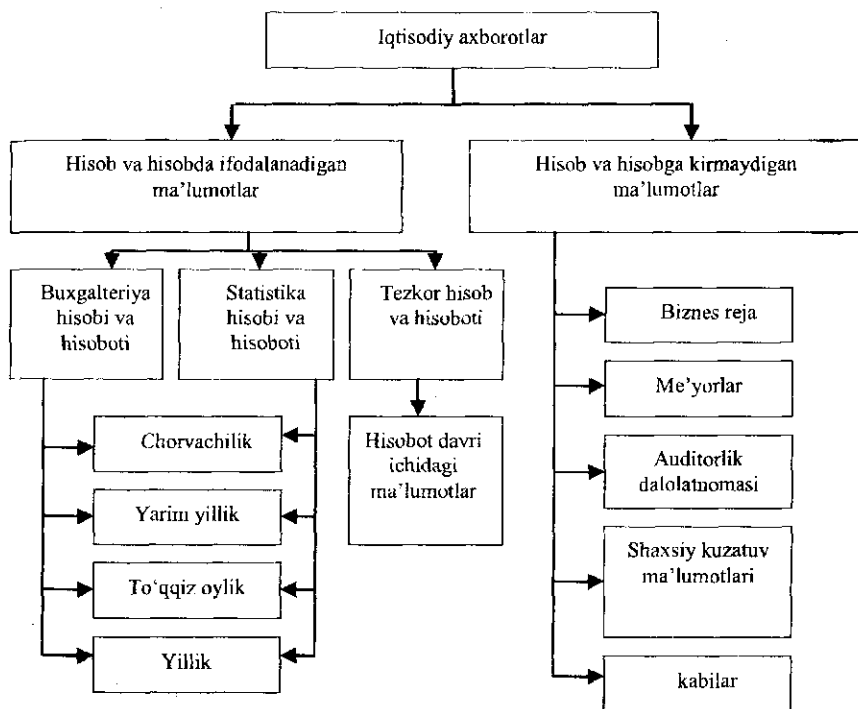 Iqtisodiy axborotlar
Hisob va hisobda ifodalanadigan
ma'lumotlar
Hisob va hisobga kirmaydigan
ma'lumotlar
Buxgalteriya
hisobi va
hisoboti
Statistika
hisobi va
hisoboti
Tezkor hisob
va hisoboti
Chorvachilik
Yarim yillik
To'qqiz oylik
Yillik
Hisobot davri
ichidagi
ma'lumotlar
Biznes reja
Me'yorlar
Auditorlik
dalolatnomasi
Shaxsiy kuzatuv
ma'lumotlari
kabilar